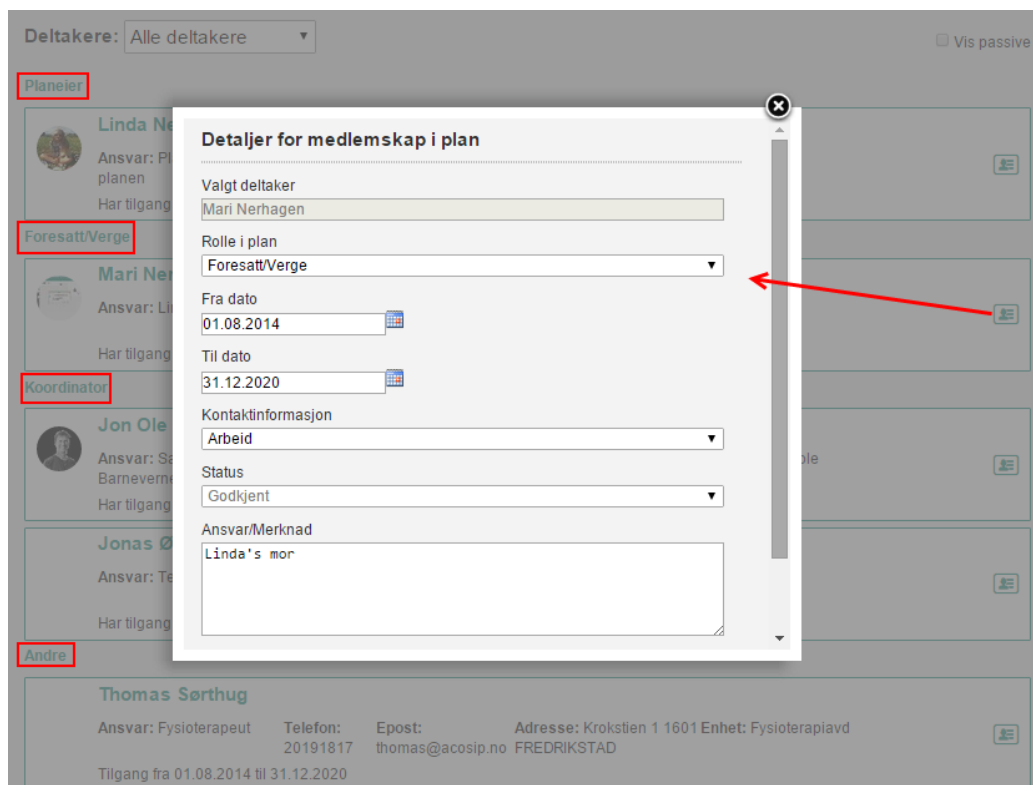 Deltakere: Alle deltakere
Vis passive
Planeier
Linda Ne
Ansvar: Pl
planen
Har tilgang
Foresatt/Verge
Mari Ner
Ansvar: Li
Har tilgang
Koordinator
Jon Ole
Ansvar: Sa
Barneverne
Har tilgang
ole
Jonas Ø
Ansvar: Te
Har tilgang
Detaljer for medlemskap i plan
Valgt deltaker
Mari Nerhagen
Rolle i plan
Foresatt/Verge
Fra dato
01.08.2014
Til dato
31.12.2020
Kontaktinformasjon
Arbeid
Status
Godkjent
Ansvar/Merknad
Linda's mor
Andre
Thomas Sørthug
Ansvar: Fysioterapeut Telefon: Epost: Adresse: Krokstien 1 1601 Enhet: Fysioterapiavd
20191817 thomas@acosip.no FREDRIKSTAD
Tilgang fra 01.08.2014 til 31.12.2020